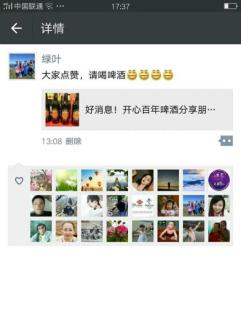 中国联通 17:37
详情
绿叶
大家点赞，请喝啤酒
好消息！开心百年啤酒分享朋…
13:08 删除